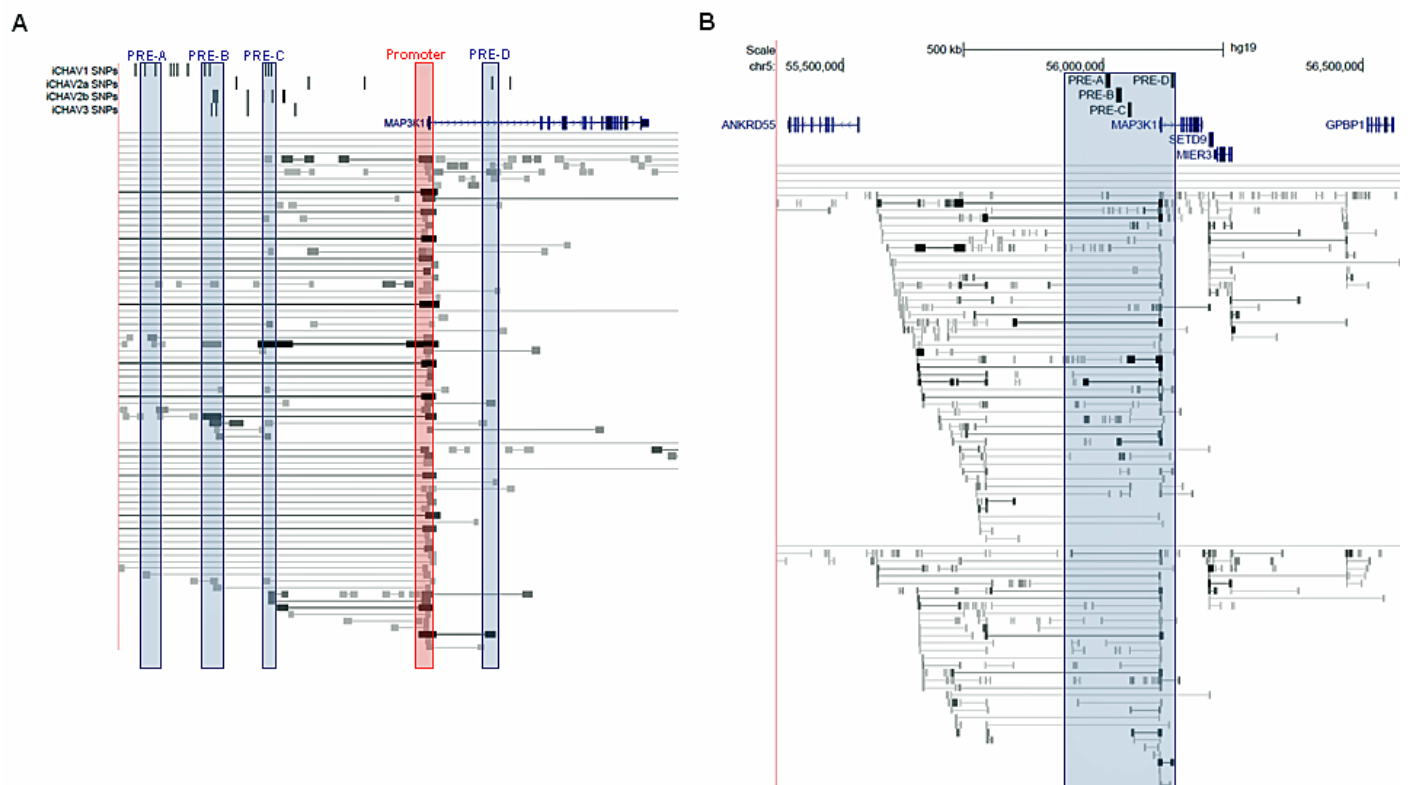 A
PRE-A PRE-B PRE-C Promoter PRE-D
iCHAV1 SNPs
iCHAV2a SNPs
iCHAV2b SNPs
iCHAV3 SNPs
MAP3K1
B
Scale 500 kb hg19
chr5: 55,500,000 56,000,000 56,500,000
PRE-A PRE-D
PRE-B
PRE-C
ANKRD55 MAP3K1 GPBP1
SETD9
MIER3